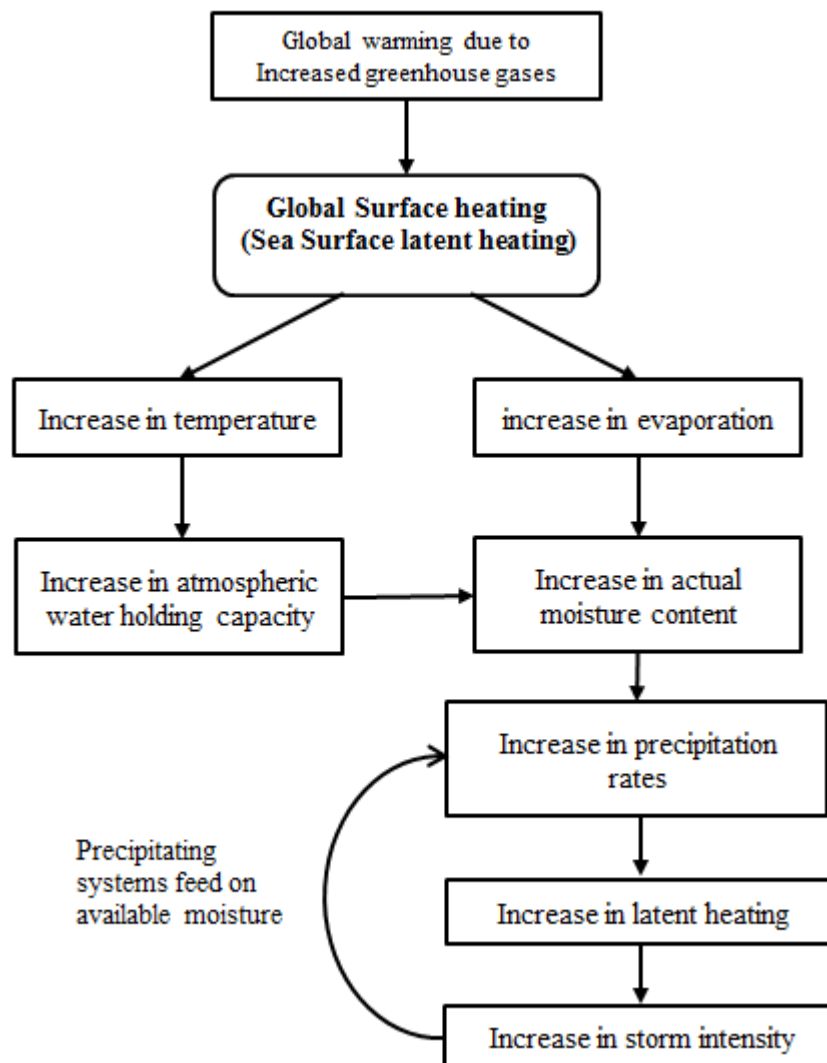 Global warming due to
Increased greenhouse gases
Global Surface heating
(Sea Surface latent heating)
Increase in temperature
increase in evaporation
Increase in atmospheric
water holding capacity
Increase in actual
moisture content
Increase in precipitation
rates
Precipitating
systems feed on
available moisture
Increase in latent heating
Increase in storm intensity